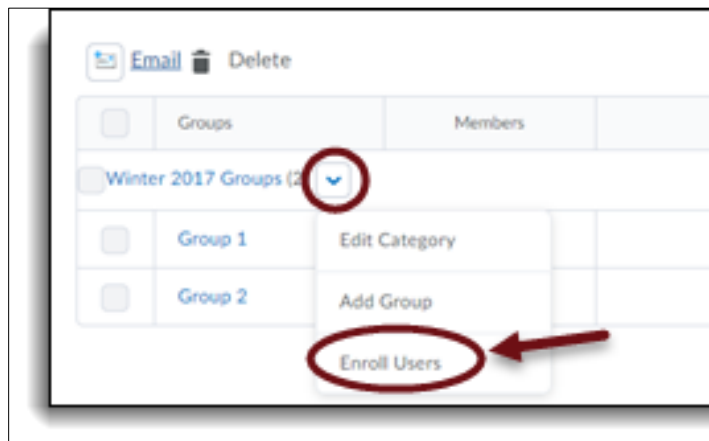 Email Delete
Groups Members
Winter 2017 Groups (2
Group 1 Edit Category
Group 2 Add Group
Enroll Users